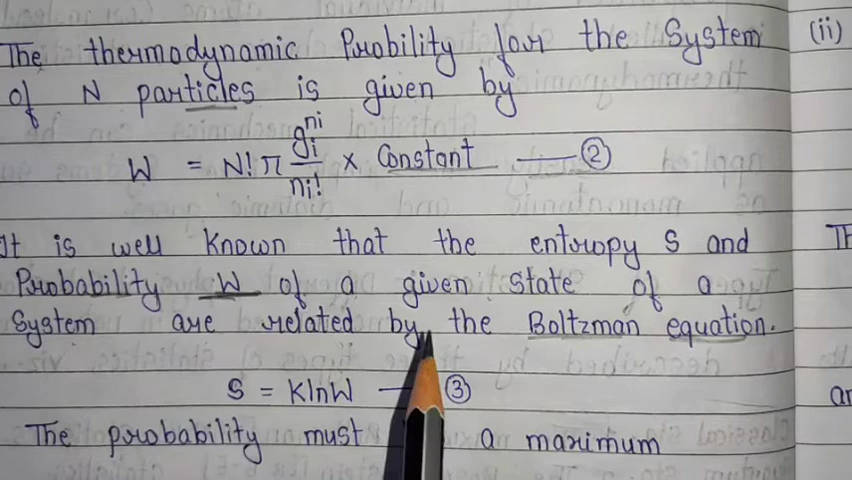 The thermodynamic Probility for the System (ii)
of N particles is given by
W = N! π gᵢⁿⁱ/nᵢ! × Constant — ②
It is well known that the entropy S and
Probability W of a given state of a
System are related by the Boltzman equation.
S = KlnW — ③
The probability must a maximum